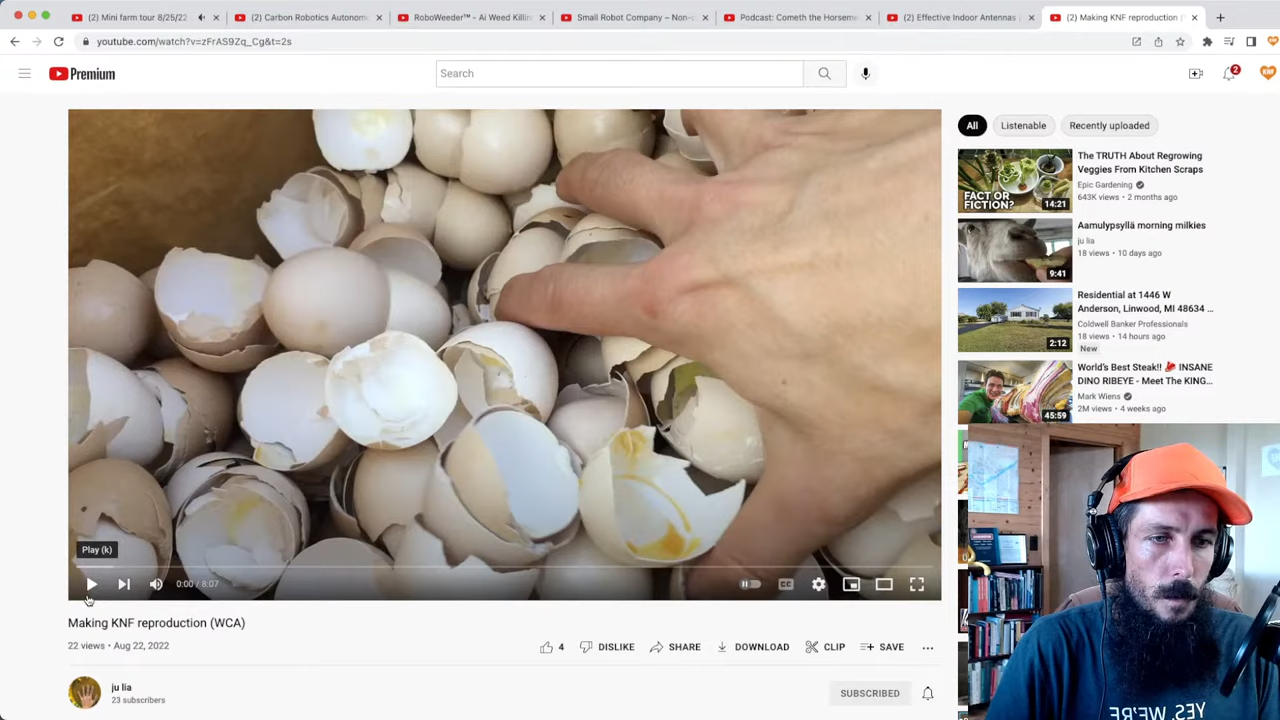 (2) Mini farm tour 8/25/22
(2) Carbon Robotics Autonom
RoboWeeder™ - Ai Weed Killin
Small Robot Company – Non-c
Podcast: Cometh the Horseme
(2) Effective Indoor Antennas
(2) Making KNF reproduction (
youtube.com/watch?v=zFrAS9Zq_Cg&t=2s
KNF
Premium
Search
2
KNF
All
Listenable
Recently uploaded
FACT OR
FICTION?
14:21
The TRUTH About Regrowing
Veggies From Kitchen Scraps
Epic Gardening
643K views • 2 months ago
9:41
Aamulypsyllä morning milkies
ju lia
18 views • 10 days ago
2:12
Residential at 1446 W
Anderson, Linwood, MI 48634 ...
Coldwell Banker Professionals
18 views • 14 hours ago
New
45:59
World's Best Steak!! 🥩 INSANE
DINO RIBEYE - Meet The KING...
Mark Wiens
2M views • 4 weeks ago
Play (k)
0:00 / 8:07
CC
Making KNF reproduction (WCA)
22 views • Aug 22, 2022
4
DISLIKE
SHARE
DOWNLOAD
CLIP
SAVE
...
ju lia
23 subscribers
SUBSCRIBED
YES, WE'RE